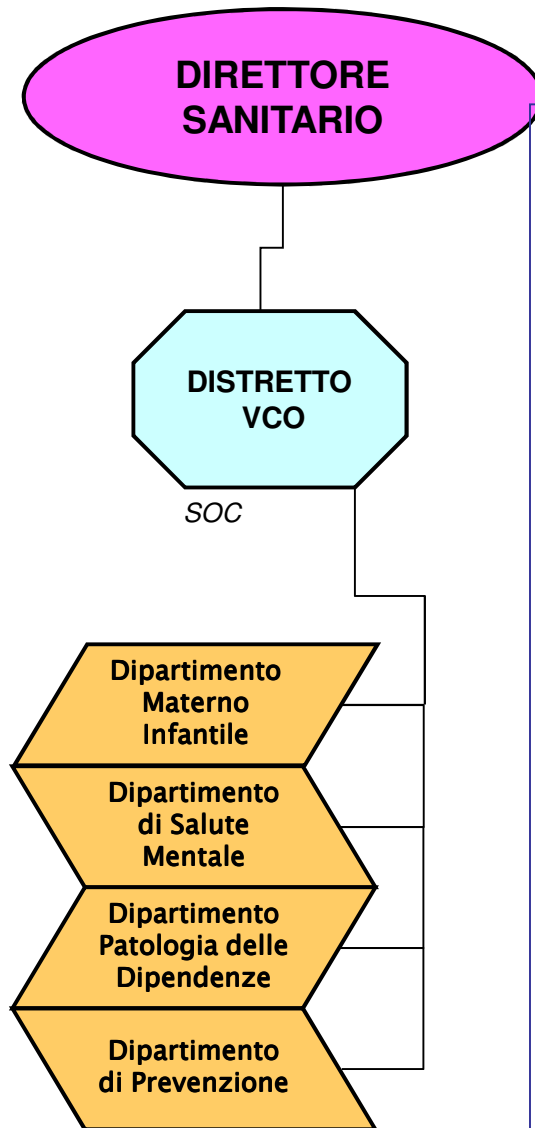 DIRETTORE
SANITARIO
DISTRETTO
VCO
SOC
Dipartimento
Materno
Infantile
Dipartimento
di Salute
Mentale
Dipartimento
Patologia delle
Dipendenze
Dipartimento
di Prevenzione